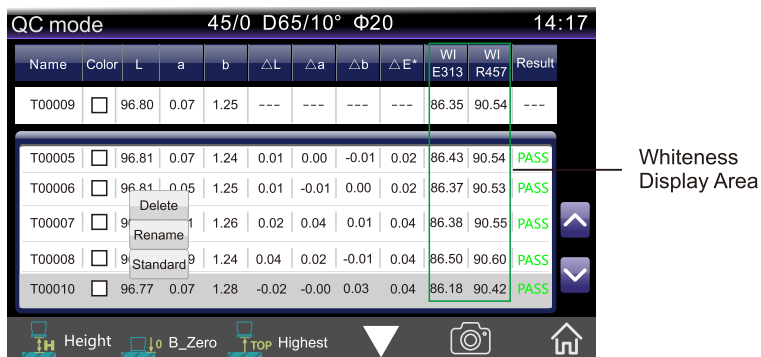 QC mode 45/0 D65/10° Φ20 14:17
Name Color L a b △L △a △b △E* WI E313 WI R457 Result
T00009 96.80 0.07 1.25 --- --- --- --- 86.35 90.54 ---
T00005 96.81 0.07 1.24 0.01 0.00 -0.01 0.02 86.43 90.54 PASS
T00006 96.81 0.05 1.25 0.01 -0.01 0.00 0.02 86.37 90.53 PASS
Delete
T00007 1.26 0.02 0.04 0.01 0.04 86.38 90.55 PASS
Rename
T00008 1.24 0.04 0.02 -0.01 0.04 86.50 90.60 PASS
Standard
T00010 96.77 0.07 1.28 -0.02 -0.00 0.03 0.04 86.18 90.42 PASS
Whiteness
Display Area
H Height 0 B_Zero TOP Highest